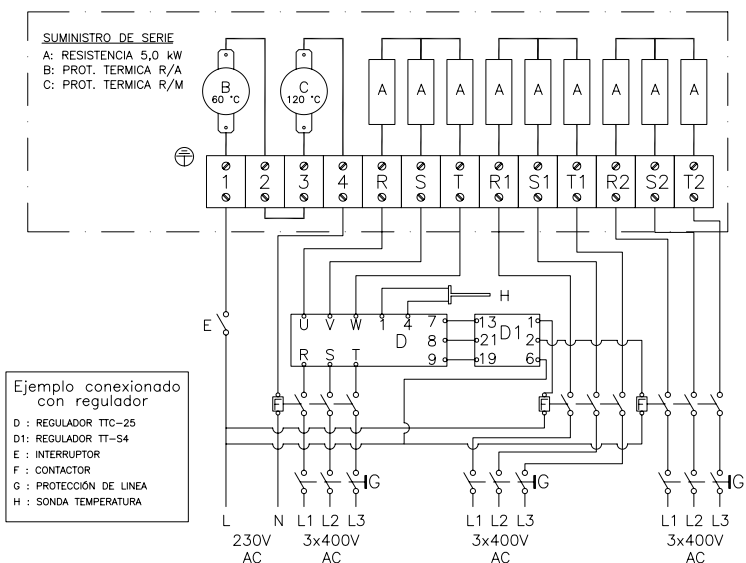 SUMINISTRO DE SERIE
A: RESISTENCIA 5,0 kW
B: PROT. TERMICA R/A
C: PROT. TERMICA R/M
B
60 °C
C
120 °C
A A A A A A A A A
1 2 3 4 R S T R1 S1 T1 R2 S2 T2
E
H
U V W 1 4 7
8
9
D
R S T
13
21
19
D1
1
2
6
F
F
F
G
G
G
Ejemplo conexionado
con regulador
D : REGULADOR TTC-25
D1: REGULADOR TT-S4
E : INTERRUPTOR
F : CONTACTOR
G : PROTECCIÓN DE LINEA
H : SONDA TEMPERATURA
L N L1 L2 L3 L1 L2 L3 L1 L2 L3
230V 3x400V 3x400V 3x400V
AC AC AC AC